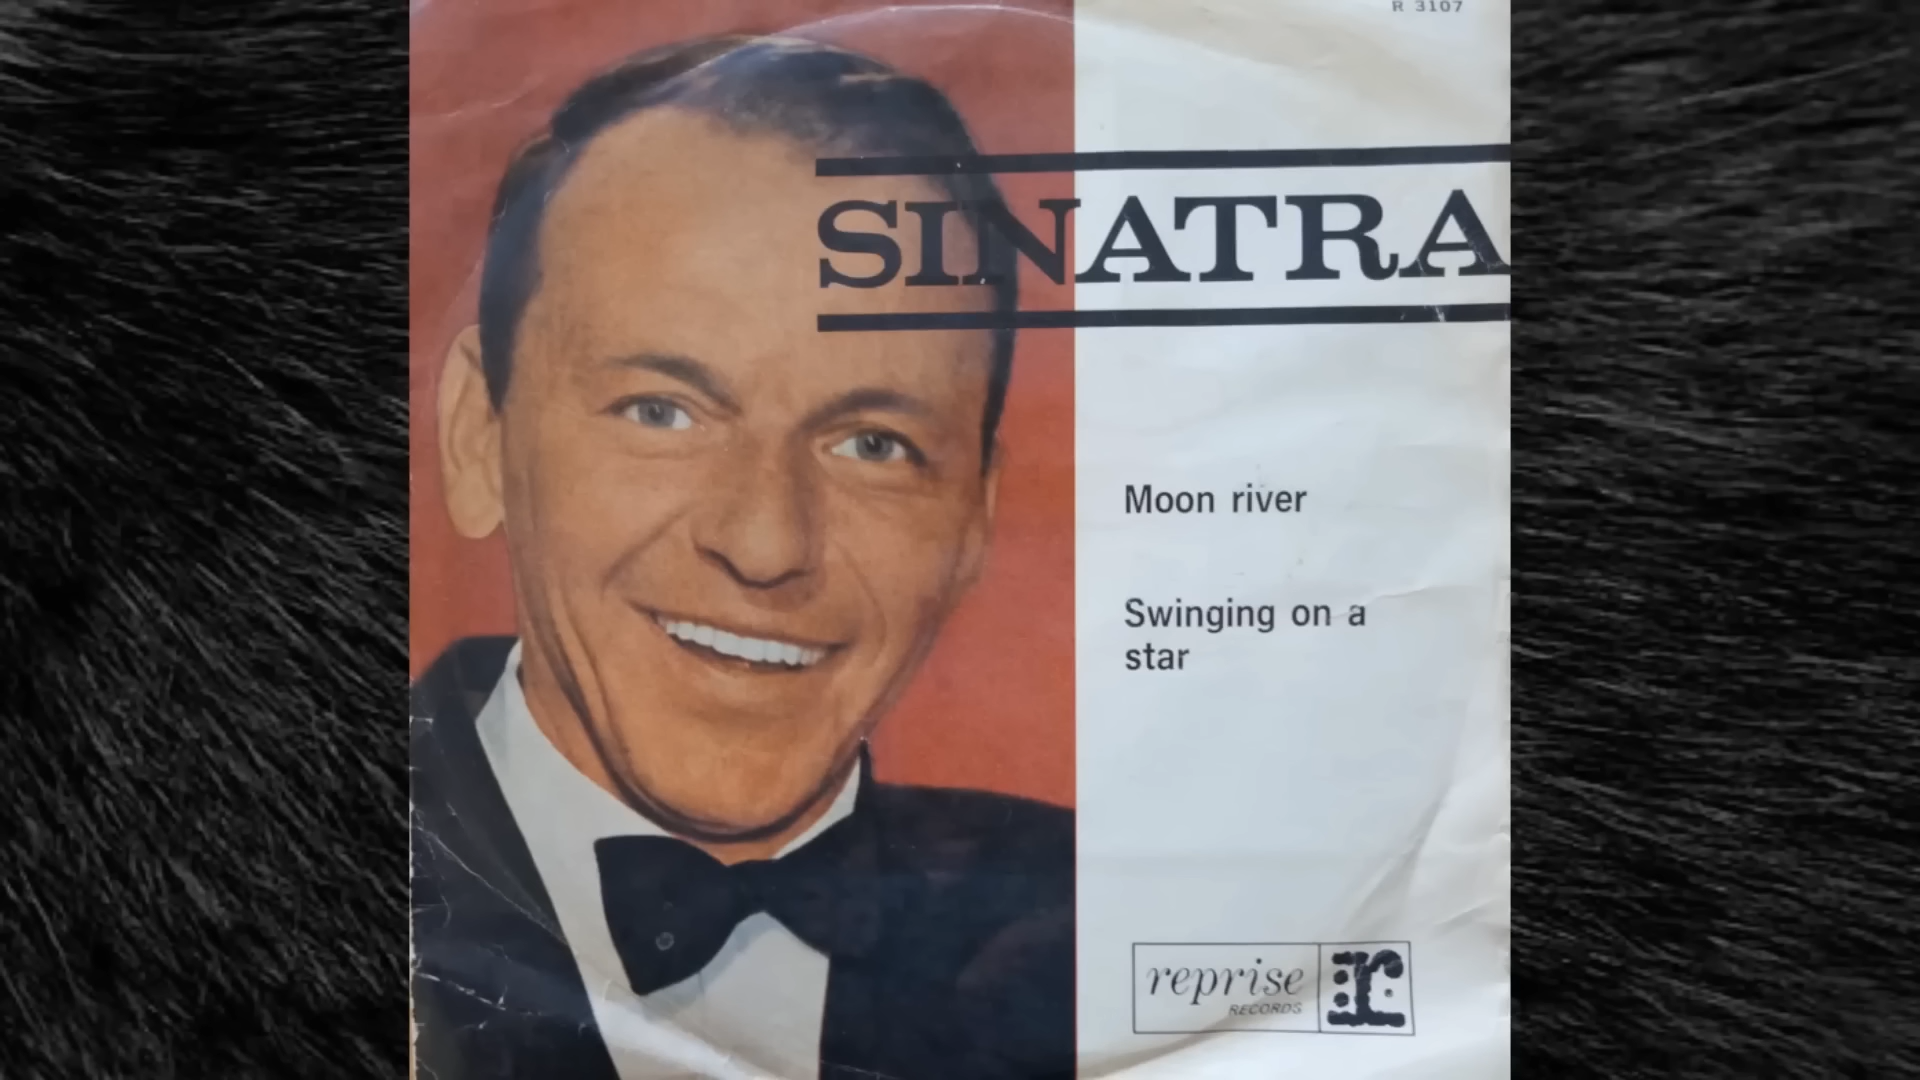 R 3107
SINATRA
Moon river
Swinging on a
star
reprise
RECORDS
r: